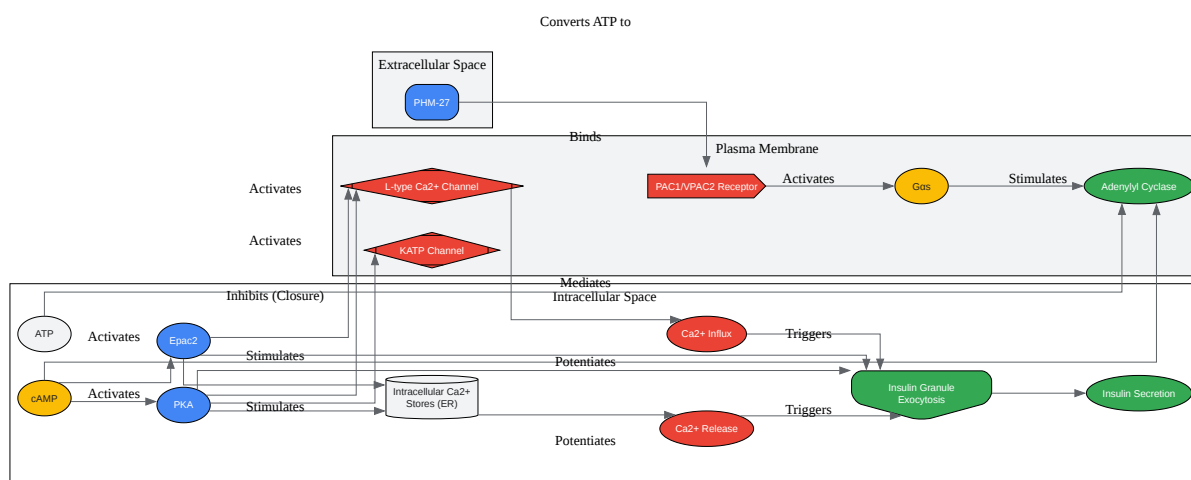 Converts ATP to
Extracellular Space
PHM-27
Binds
Plasma Membrane
Activates
L-type Ca2+ Channel
PAC1/VPAC2 Receptor
Activates
Gαs
Stimulates
Adenylyl Cyclase
Activates
KATP Channel
Mediates
Inhibits (Closure)
Intracellular Space
ATP
Activates
Epac2
Ca2+ Influx
Triggers
Stimulates
Potentiates
cAMP
Activates
PKA
Stimulates
Intracellular Ca2+
Stores (ER)
Insulin Granule
Exocytosis
Insulin Secretion
Triggers
Ca2+ Release
Potentiates